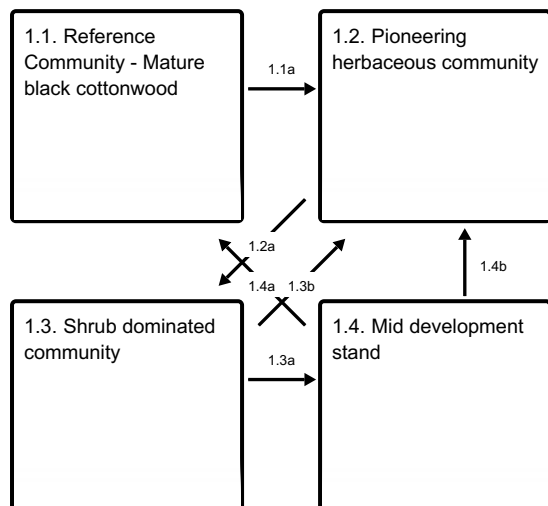 1.1. Reference
Community - Mature
black cottonwood
1.1a
1.2. Pioneering
herbaceous community
1.2a
1.4a
1.3b
1.4b
1.3. Shrub dominated
community
1.3a
1.4. Mid development
stand